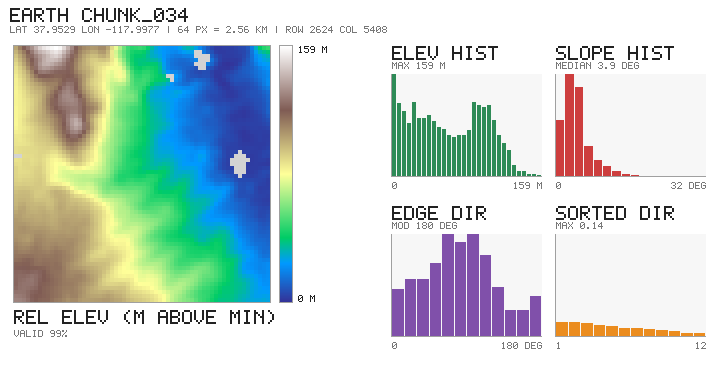 EARTH CHUNK_034
LAT 37.9529 LON -117.9977 | 64 PX = 2.56 KM | ROW 2624 COL 5408
159 M
0 M
REL ELEV (M ABOVE MIN)
VALID 99%
ELEV HIST
MAX 159 M
0 159 M
SLOPE HIST
MEDIAN 3.9 DEG
0 32 DEG
EDGE DIR
MOD 180 DEG
0 180 DEG
SORTED DIR
MAX 0.14
1 12